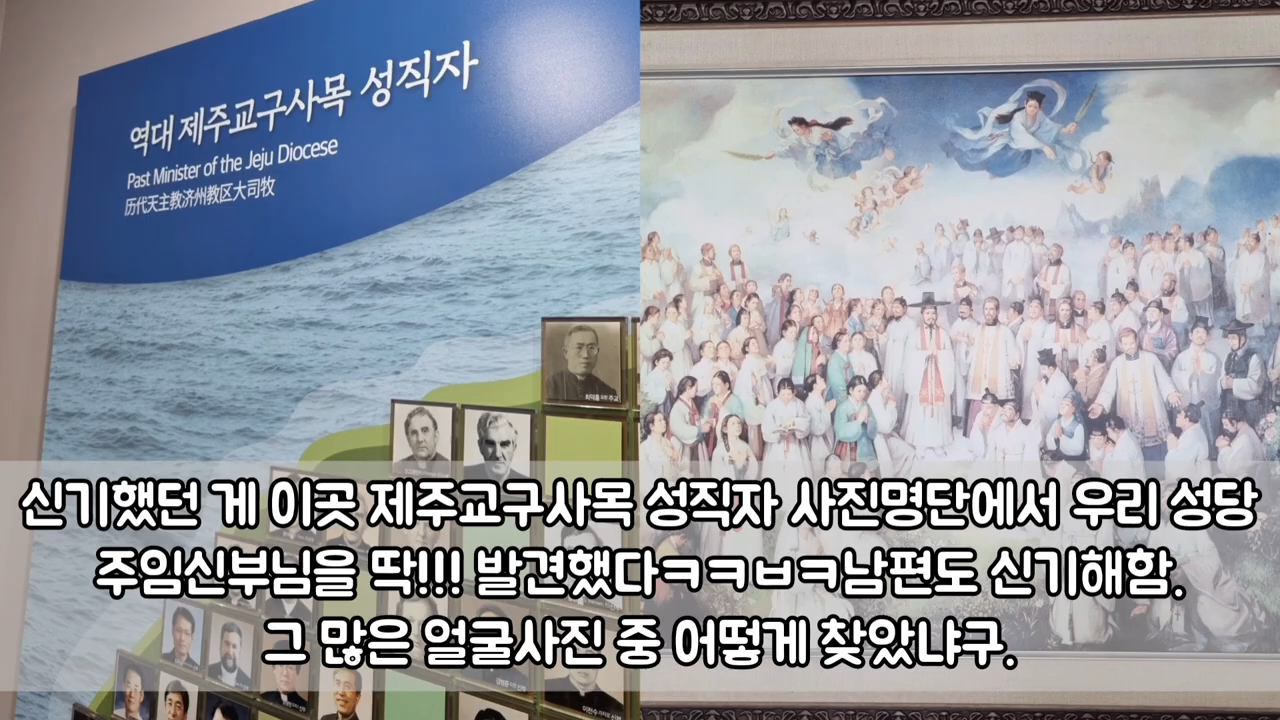 역대 제주교구사목 성직자
Past Minister of the Jeju Diocese
历代天主教济州教区大司牧
신기했던 게 이곳 제주교구사목 성직자 사진명단에서 우리 성당
주임신부님을 딱!!! 발견했다ㅋㅋㅂㅋ남편도 신기해함.
그 많은 얼굴사진 중 어떻게 찾았냐구.